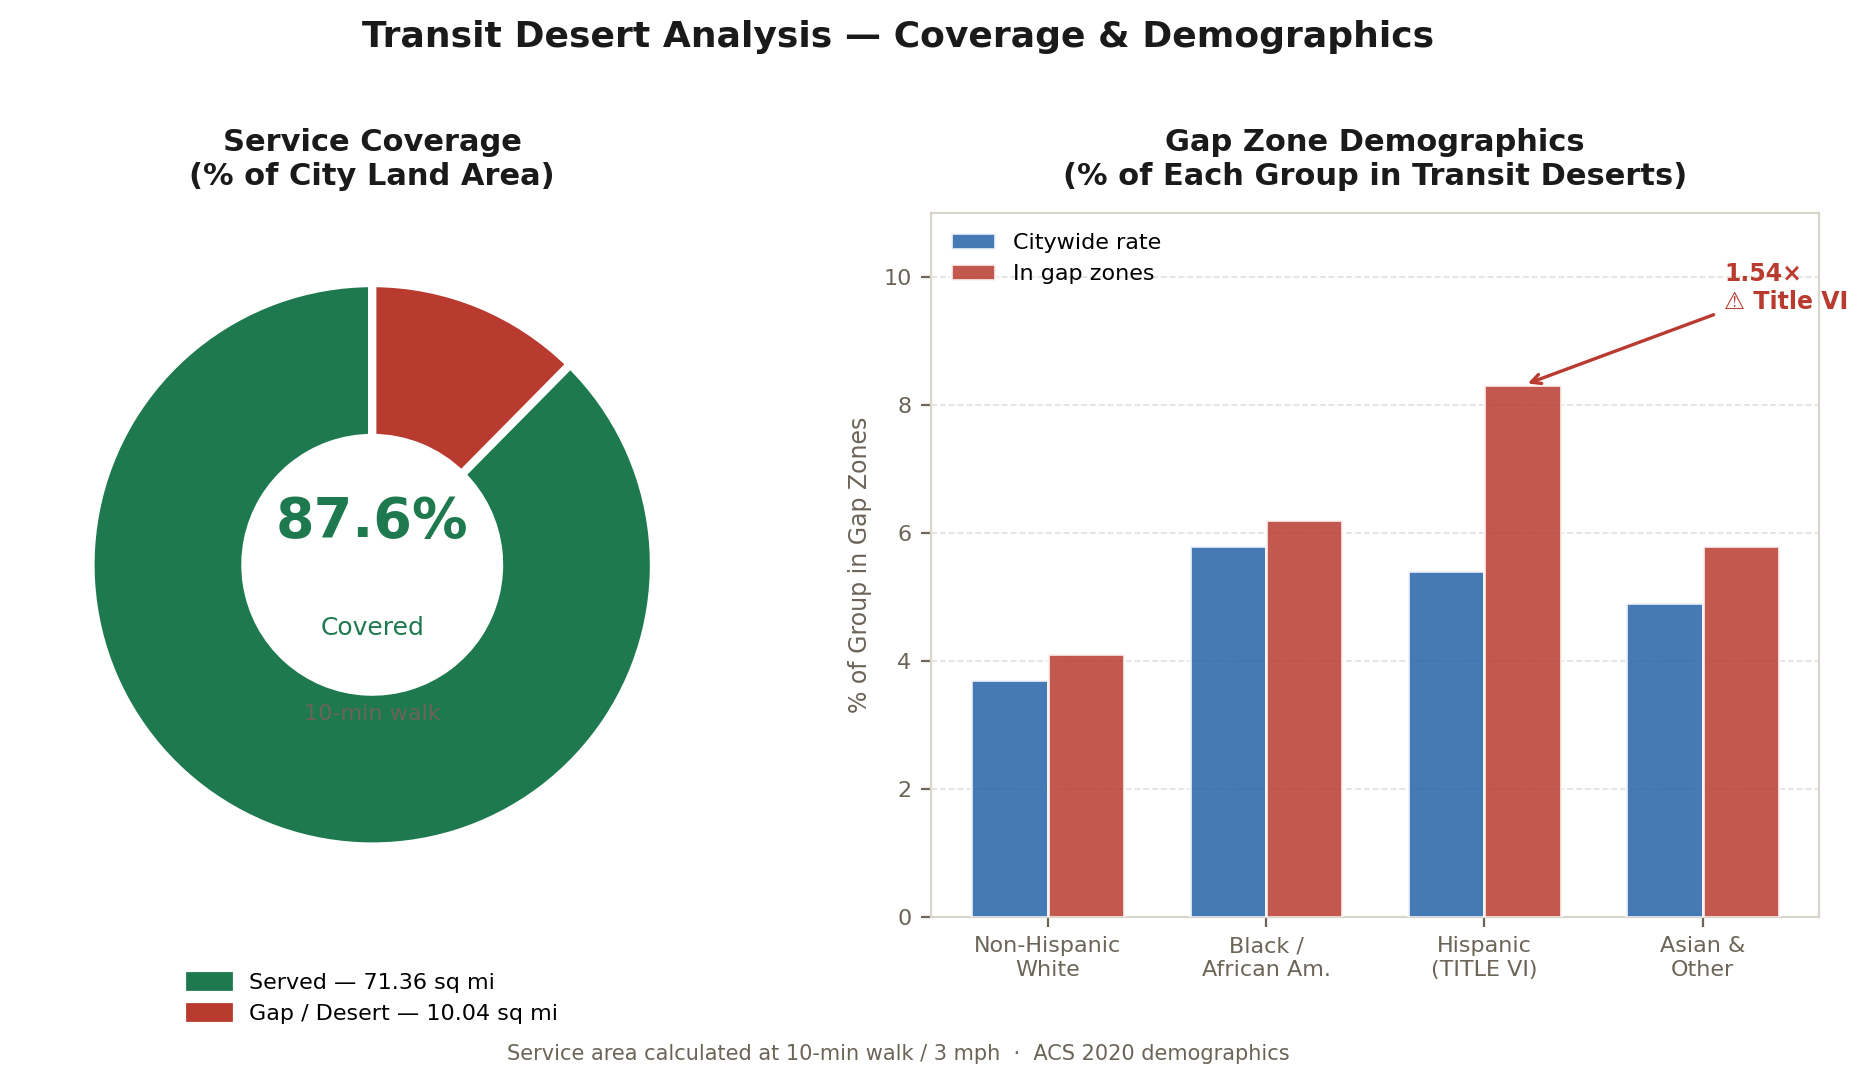 Transit Desert Analysis — Coverage & Demographics
Service Coverage
(% of City Land Area)
87.6%
Covered
10-min walk
Served — 71.36 sq mi
Gap / Desert — 10.04 sq mi
Gap Zone Demographics
(% of Each Group in Transit Deserts)
Citywide rate
In gap zones
1.54×
⚠ Title VI
% of Group in Gap Zones
10
8
6
4
2
0
Non-Hispanic
White
Black /
African Am.
Hispanic
(TITLE VI)
Asian &
Other
Service area calculated at 10-min walk / 3 mph · ACS 2020 demographics